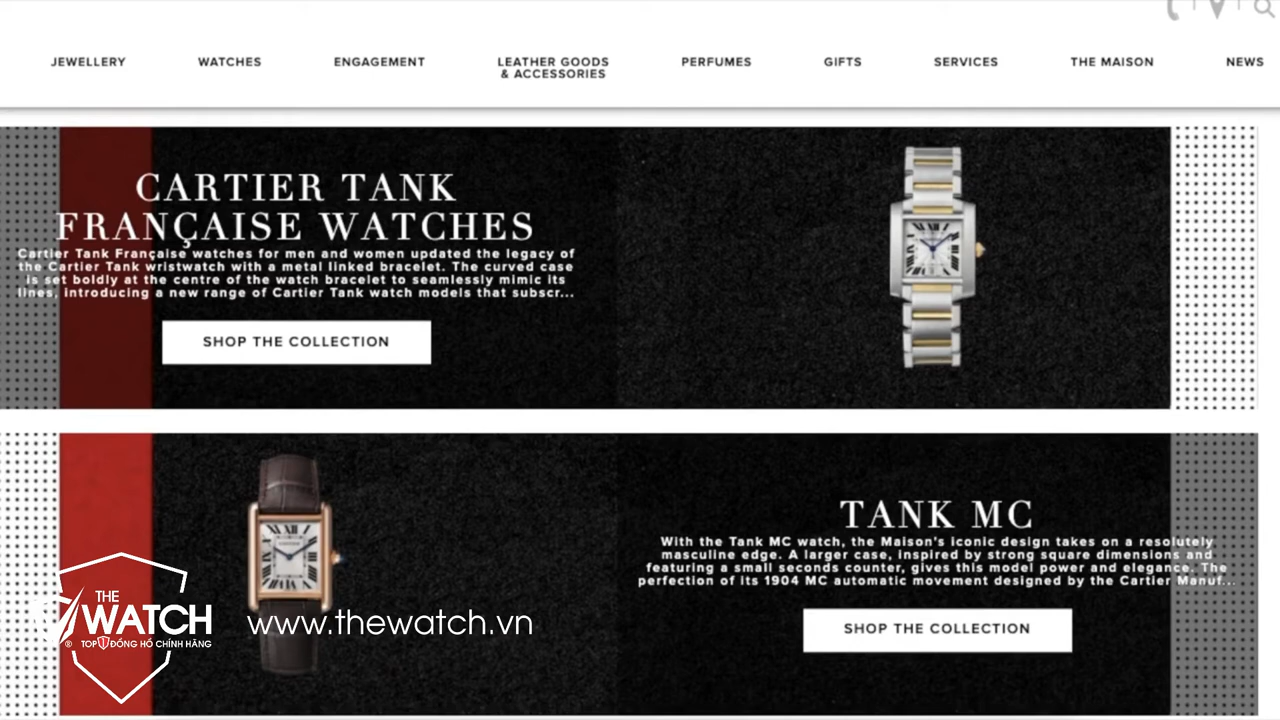 JEWELLERY
WATCHES
ENGAGEMENT
LEATHER GOODS
& ACCESSORIES
PERFUMES
GIFTS
SERVICES
THE MAISON
NEWS
CARTIER TANK
FRANÇAISE WATCHES
Cartier Tank Française watches for men and women updated the legacy of
the Cartier Tank wristwatch with a metal linked bracelet. The curved case
is set boldly at the centre of the watch bracelet to seamlessly mimic its
lines, introducing a new range of Cartier Tank watch models that subscr...
SHOP THE COLLECTION
TANK MC
With the Tank MC watch, the Maison's iconic design takes on a resolutely
masculine edge. A larger case, inspired by strong square dimensions and
featuring a small seconds counter, gives this model power and elegance. The
perfection of its 1904 MC automatic movement designed by the Cartier Manuf...
SHOP THE COLLECTION
THE
WATCH
® TOP 1 ĐỒNG HỒ CHÍNH HÃNG
www.thewatch.vn